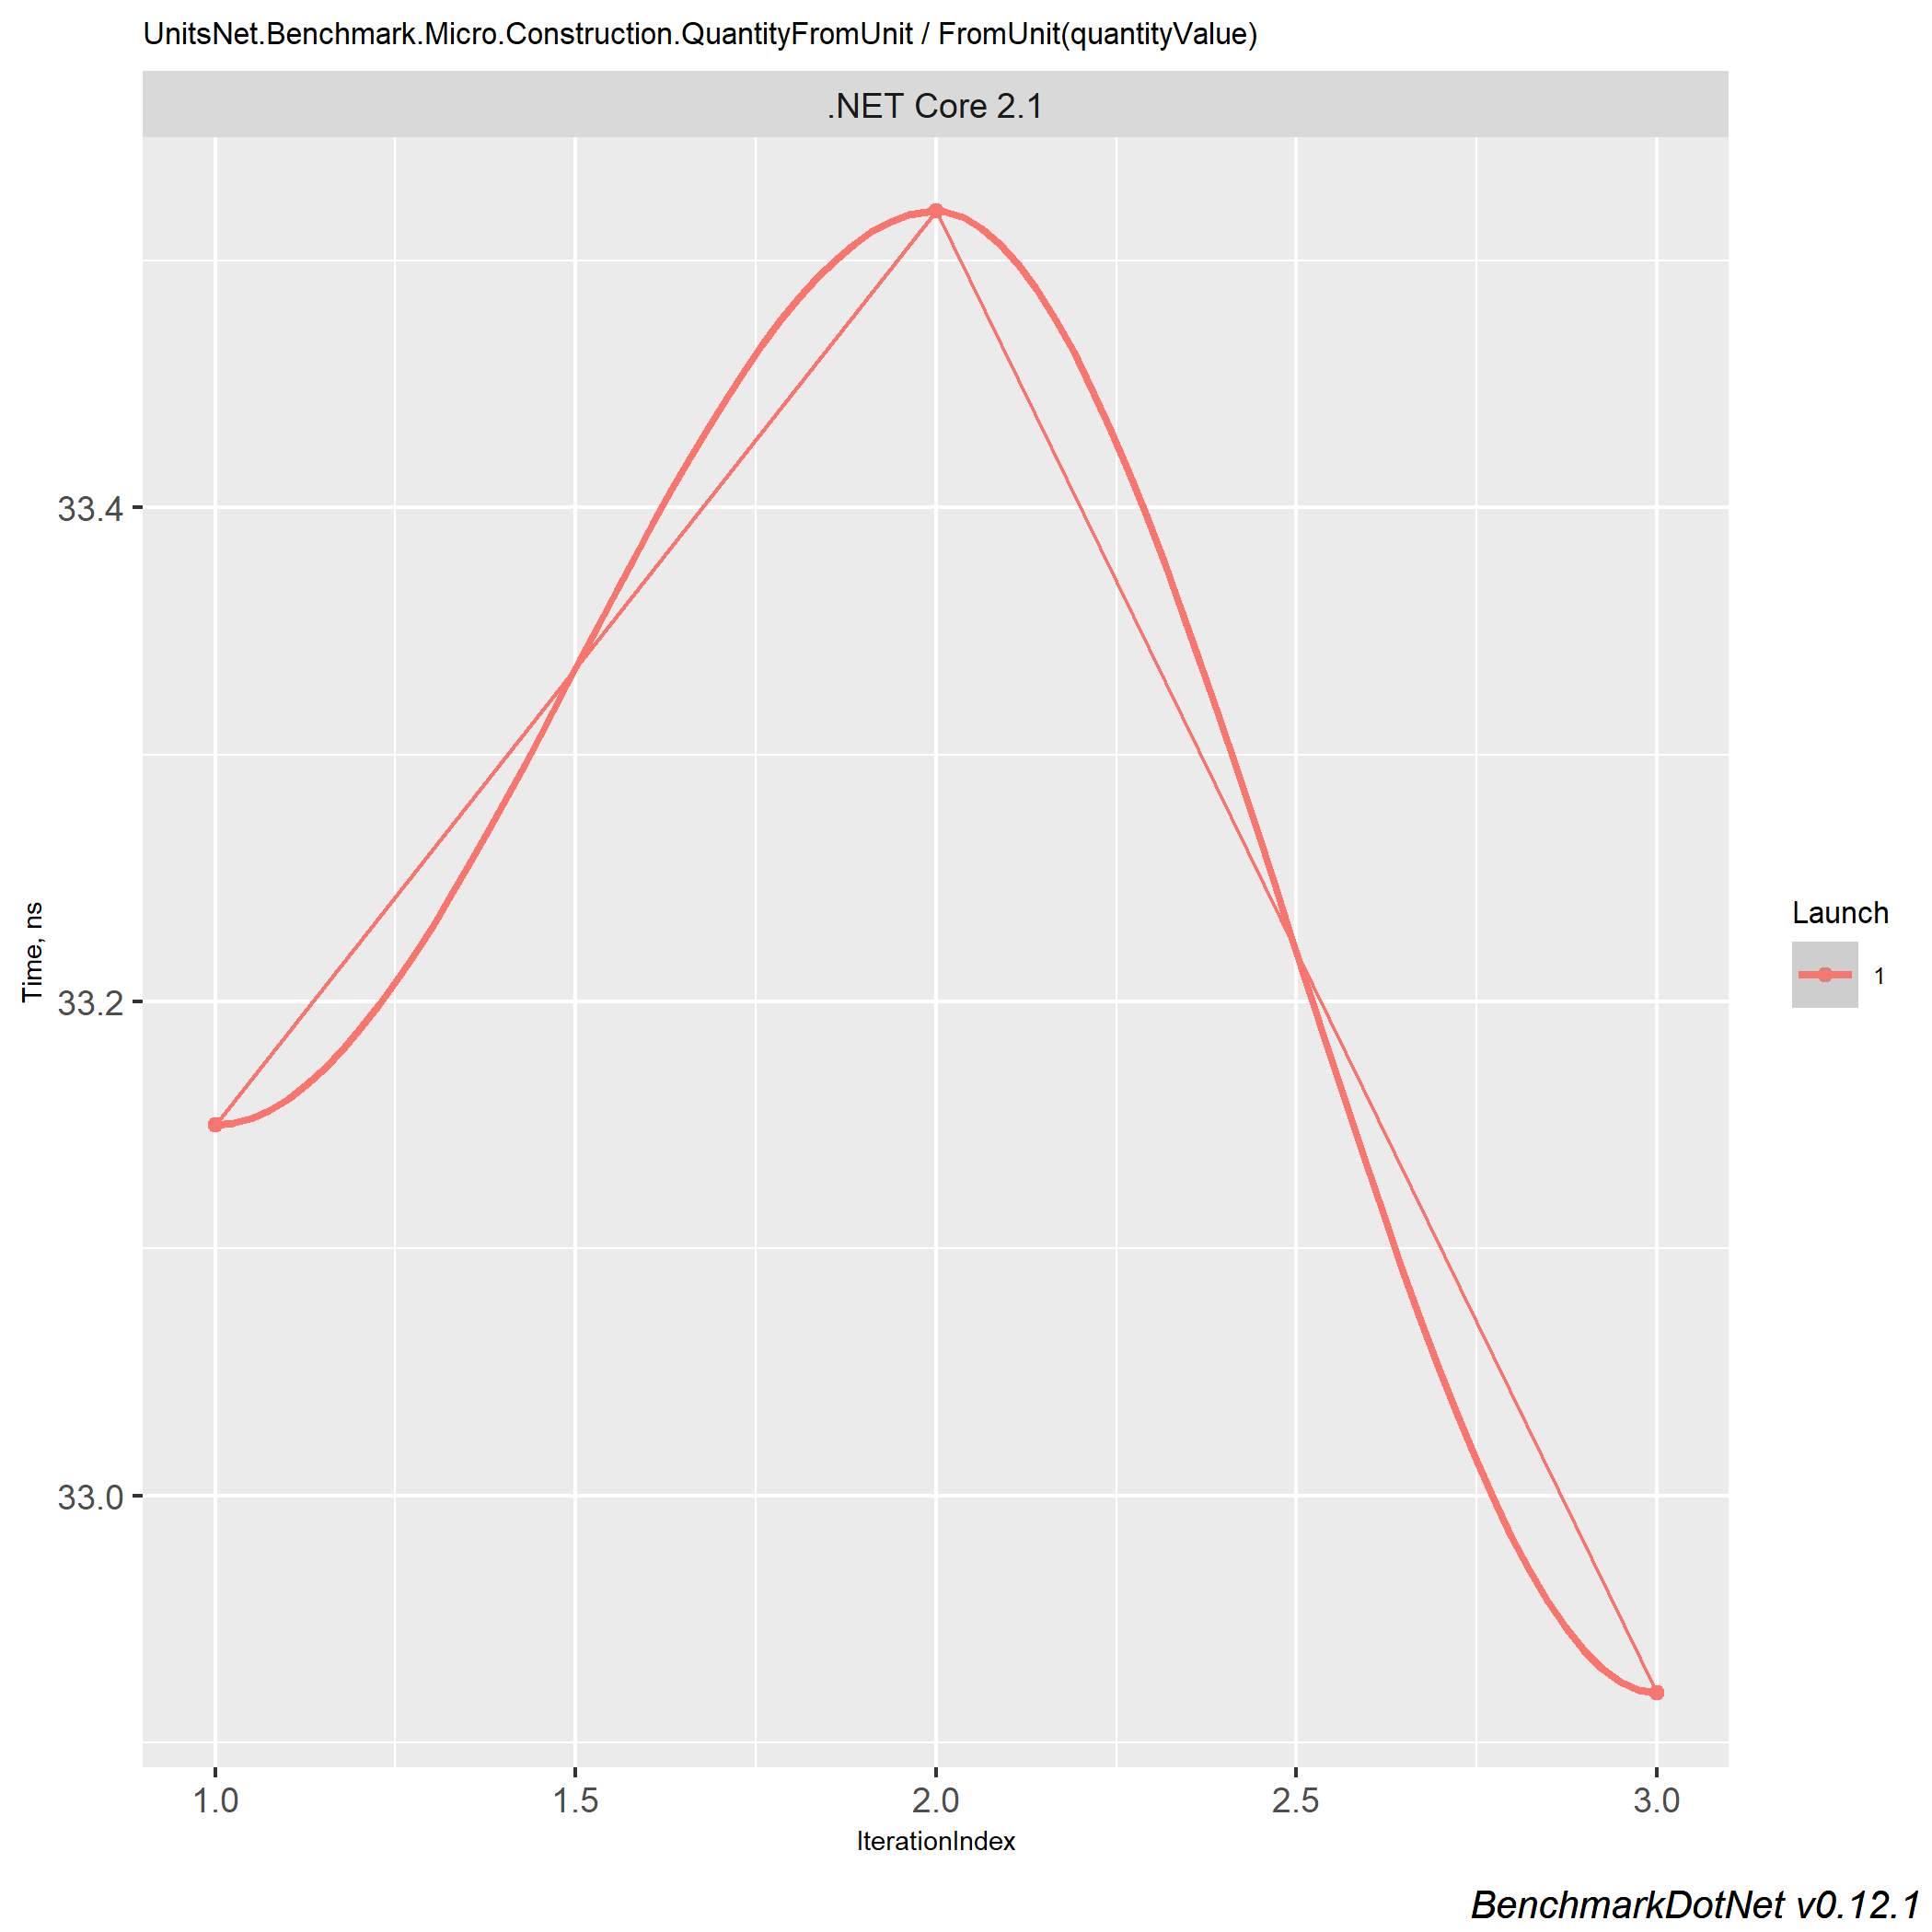 UnitsNet.Benchmark.Micro.Construction.QuantityFromUnit / FromUnit(quantityValue)
.NET Core 2.1
33.4
33.2
33.0
Time, ns
1.0 1.5 2.0 2.5 3.0
IterationIndex
Launch
1
BenchmarkDotNet v0.12.1